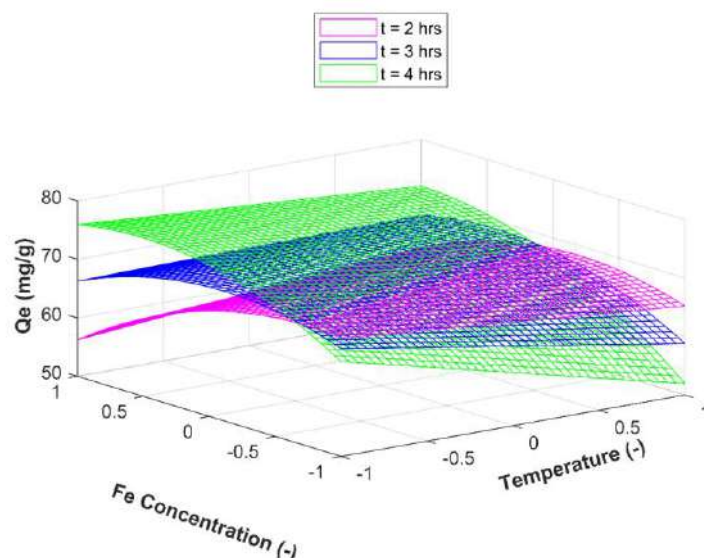 t = 2 hrs
t = 3 hrs
t = 4 hrs
80
70
60
50
Qe (mg/g)
1
0.5
0
-0.5
-1
Fe Concentration (-)
-1
-0.5
0
0.5
1
Temperature (-)